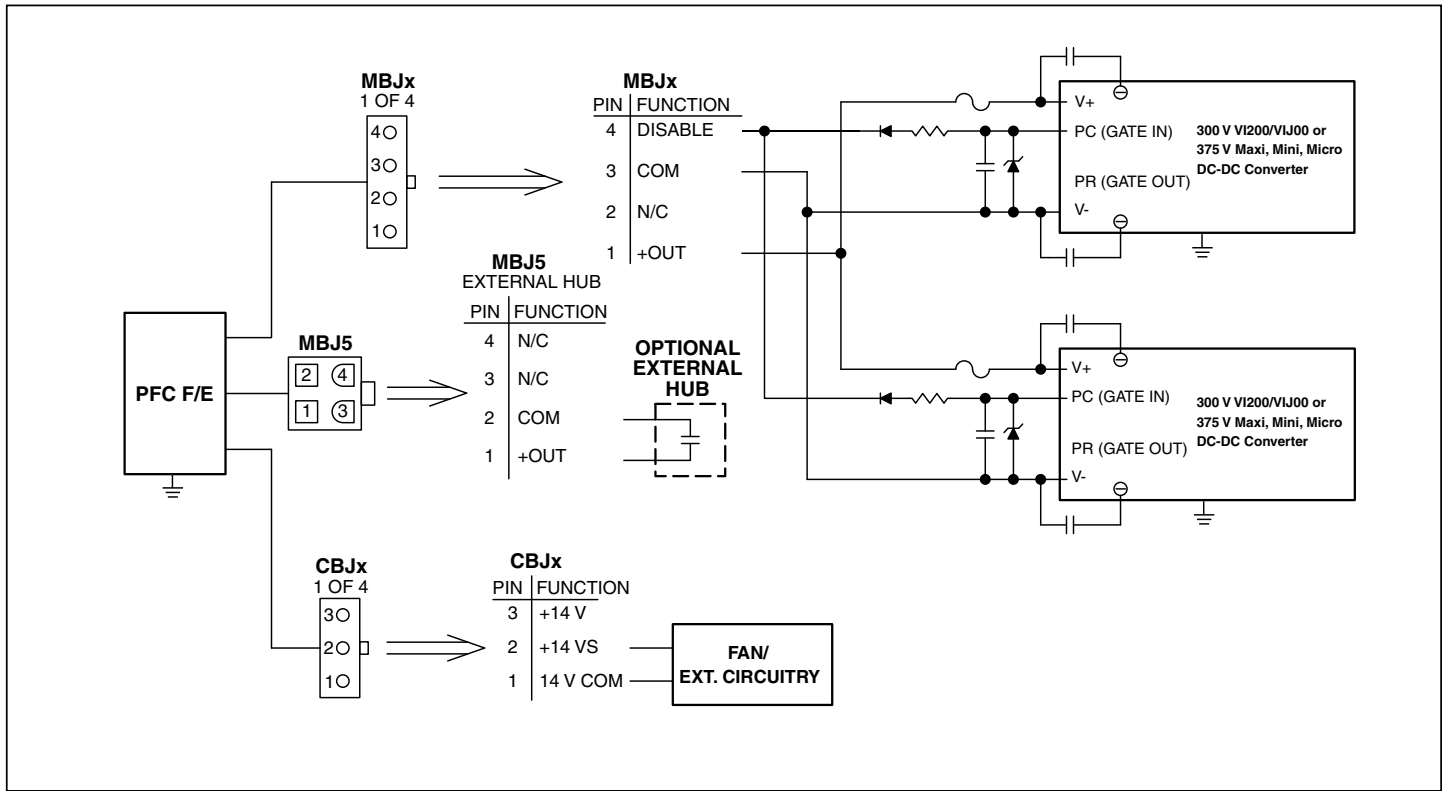 MBJx
1 OF 4
4
3
2
1
MBJx
PIN FUNCTION
4 DISABLE
3 COM
2 N/C
1 +OUT
V+
PC (GATE IN)
PR (GATE OUT)
V-
300 V VI200/VIJ00 or
375 V Maxi, Mini, Micro
DC-DC Converter
PFC F/E
MBJ5
2 4
1 3
MBJ5
EXTERNAL HUB
PIN FUNCTION
4 N/C
3 N/C
2 COM
1 +OUT
OPTIONAL
EXTERNAL
HUB
V+
PC (GATE IN)
PR (GATE OUT)
V-
300 V VI200/VIJ00 or
375 V Maxi, Mini, Micro
DC-DC Converter
CBJx
1 OF 4
3
2
1
CBJx
PIN FUNCTION
3 +14 V
2 +14 VS
1 14 V COM
FAN/
EXT. CIRCUITRY